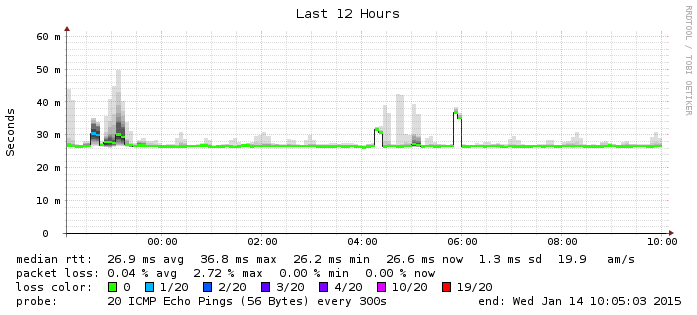 Last 12 Hours
RRDTOOL / TOBI OETIKER
Seconds
60 m
50 m
40 m
30 m
20 m
10 m
0
00:00 02:00 04:00 06:00 08:00 10:00
median rtt: 26.9 ms avg 36.8 ms max 26.2 ms min 26.6 ms now 1.3 ms sd 19.9 am/s
packet loss: 0.04 % avg 2.72 % max 0.00 % min 0.00 % now
loss color: 0 1/20 2/20 3/20 4/20 10/20 19/20
probe: 20 ICMP Echo Pings (56 Bytes) every 300s end: Wed Jan 14 10:05:03 2015